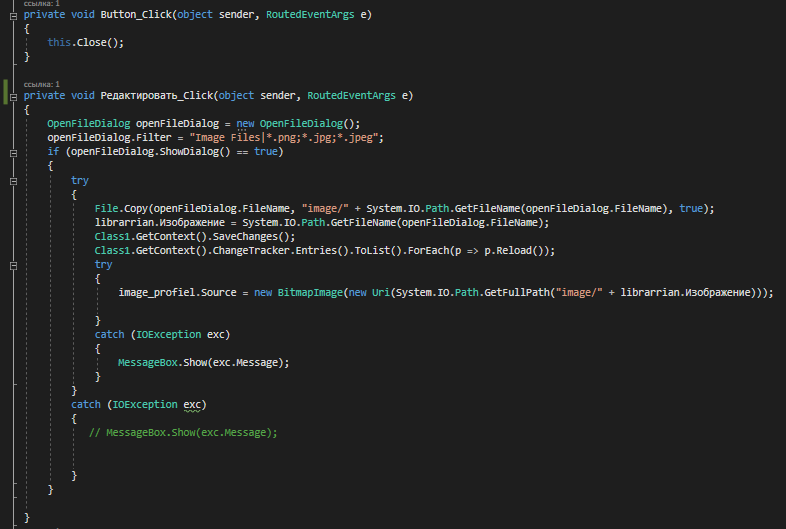 ссылка: 1
private void Button_Click(object sender, RoutedEventArgs e)
{
this.Close();
}
ссылка: 1
private void Редактировать_Click(object sender, RoutedEventArgs e)
{
OpenFileDialog openFileDialog = new OpenFileDialog();
openFileDialog.Filter = "Image Files|*.png;*.jpg;*.jpeg";
if (openFileDialog.ShowDialog() == true)
{
try
{
File.Copy(openFileDialog.FileName, "image/" + System.IO.Path.GetFileName(openFileDialog.FileName), true);
librarrian.Изображение = System.IO.Path.GetFileName(openFileDialog.FileName);
Class1.GetContext().SaveChanges();
Class1.GetContext().ChangeTracker.Entries().ToList().ForEach(p => p.Reload());
try
{
image_profiel.Source = new BitmapImage(new Uri(System.IO.Path.GetFullPath("image/" + librarrian.Изображение)));
}
catch (IOException exc)
{
MessageBox.Show(exc.Message);
}
}
catch (IOException exc)
{
// MessageBox.Show(exc.Message);
}
}
}